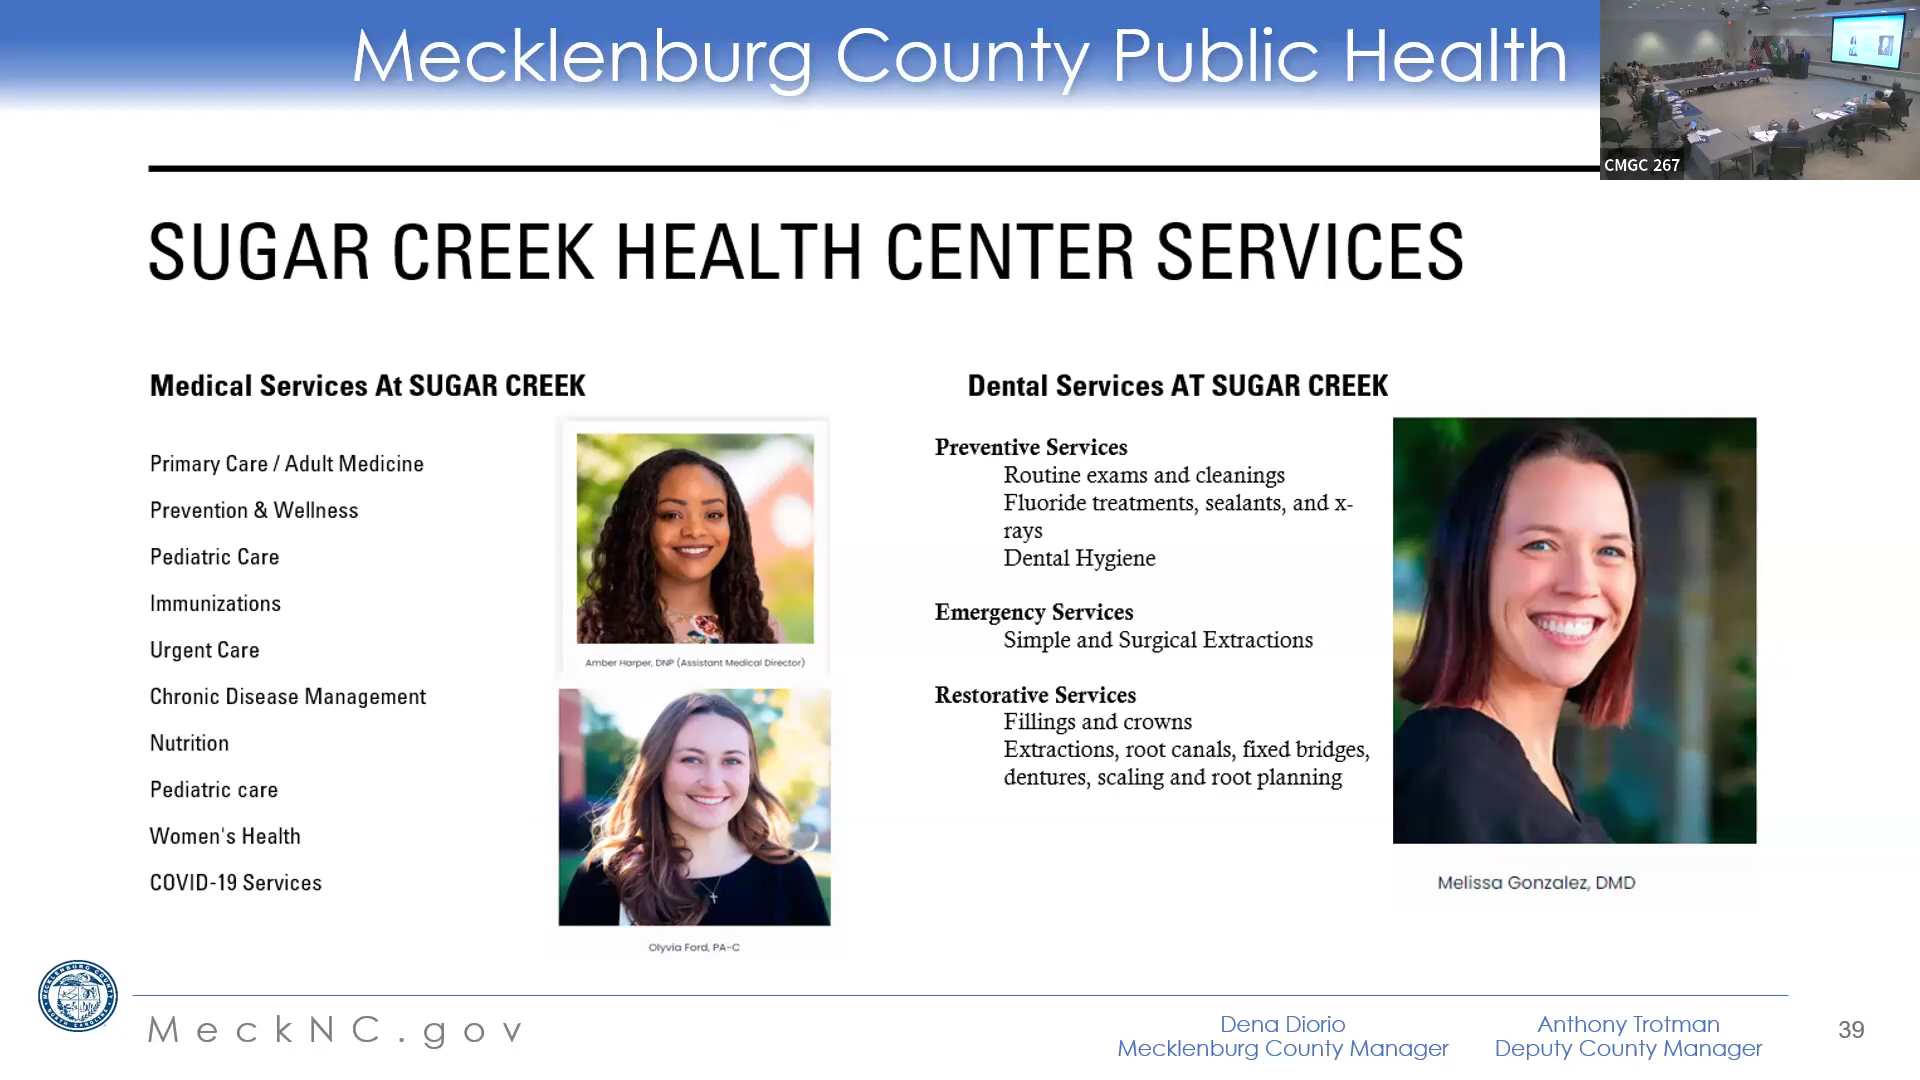 Mecklenburg County Public Health
CMGC 267
SUGAR CREEK HEALTH CENTER SERVICES
Medical Services At SUGAR CREEK
Primary Care / Adult Medicine
Prevention & Wellness
Pediatric Care
Immunizations
Urgent Care
Chronic Disease Management
Nutrition
Pediatric care
Women's Health
COVID-19 Services
Amber Harper, DNP (Assistant Medical Director)
Olyvia Ford, PA-C
Dental Services AT SUGAR CREEK
Preventive Services
Routine exams and cleanings
Fluoride treatments, sealants, and x-
rays
Dental Hygiene
Emergency Services
Simple and Surgical Extractions
Restorative Services
Fillings and crowns
Extractions, root canals, fixed bridges,
dentures, scaling and root planning
Melissa Gonzalez, DMD
MECKLENBURG COUNTY
NORTH CAROLINA
MeckNC.gov
Dena Diorio
Mecklenburg County Manager
Anthony Trotman
Deputy County Manager
39